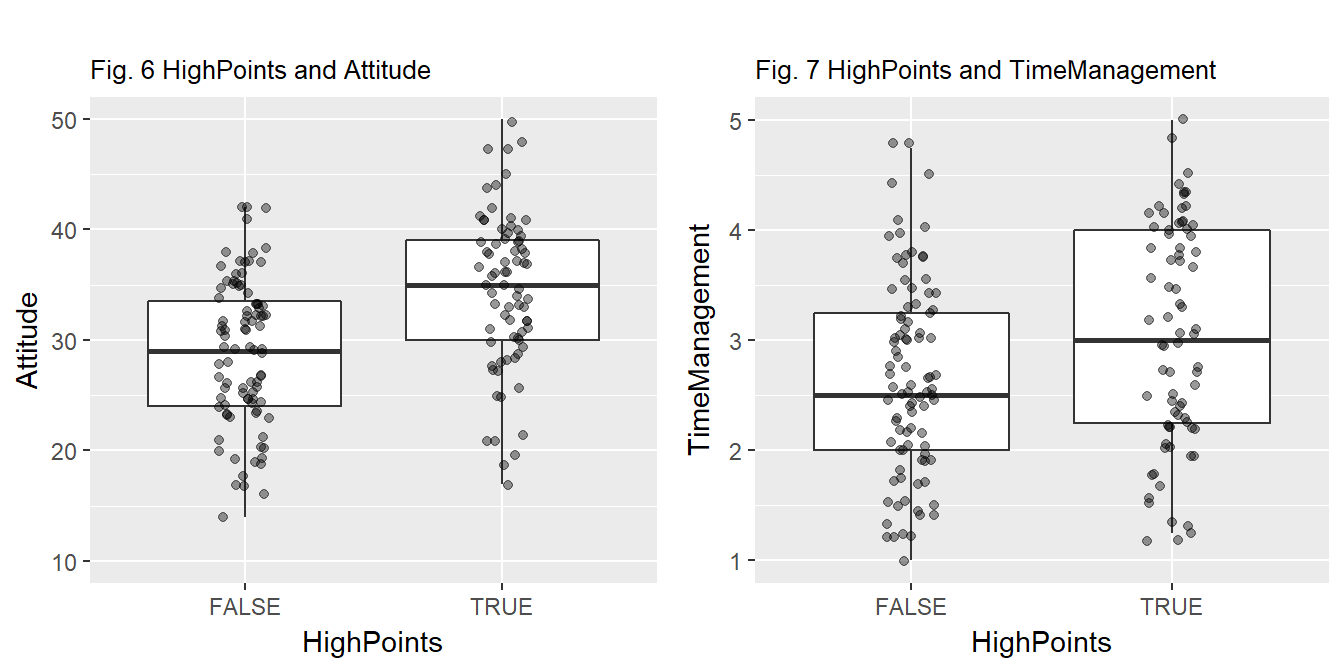 Fig. 6 HighPoints and Attitude
50
40
30
20
10
Attitude
FALSE
TRUE
HighPoints
Fig. 7 HighPoints and TimeManagement
5
4
3
2
1
TimeManagement
FALSE
TRUE
HighPoints